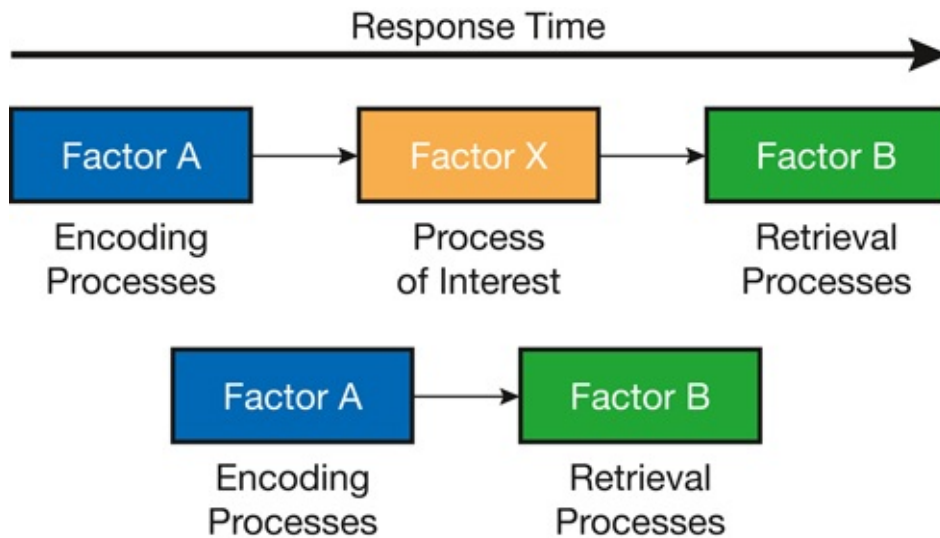 Response Time
Factor A
Factor X
Factor B
Encoding
Processes
Process
of Interest
Retrieval
Processes
Factor A
Factor B
Encoding
Processes
Retrieval
Processes